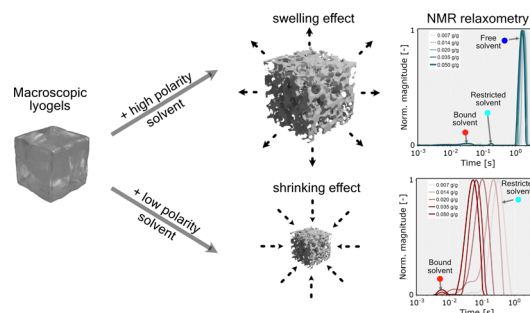 swelling effect
NMR relaxometry
Macroscopic
lyogels
+ high polarity
solvent
1
0.007 g/g
0.014 g/g
0.020 g/g
0.035 g/g
0.050 g/g
Free
solvent
Restricted
solvent
Bound
solvent
Norm. magnitude [-]
0
10⁻³
10⁻²
10⁻¹
10⁰
Time [s]
+ low polarity
solvent
shrinking effect
1
0.007 g/g
0.014 g/g
0.020 g/g
0.035 g/g
0.050 g/g
Restricte
solvent
Bound
solvent
Norm. magnitude [-]
0
10⁻³
10⁻²
10⁻¹
10⁰
Time [s]